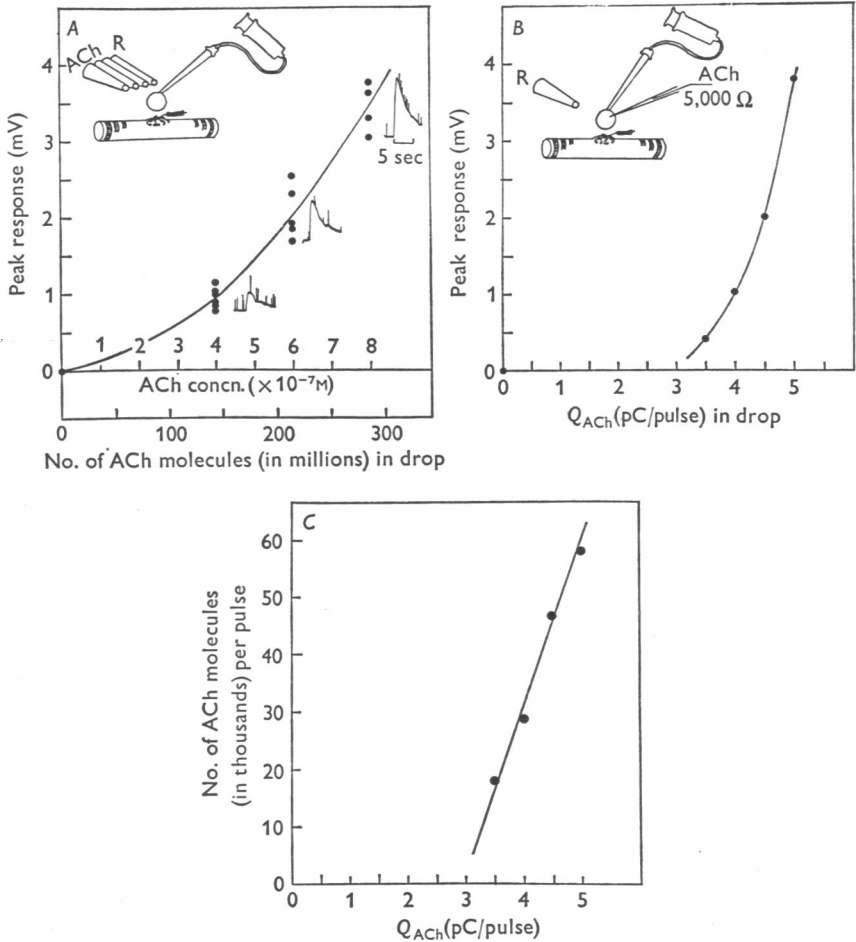 A
ACh
R
Peak response (mV)
4
3
2
1
0
5 sec
1 2 3 4 5 6 7 8
ACh concn. (×10⁻⁷M)
0 100 200 300
No. of ACh molecules (in millions) in drop
B
R
ACh
5,000 Ω
Peak response (mV)
4
3
2
1
0
0 1 2 3 4 5
Q_ACh (pC/pulse) in drop
C
No. of ACh molecules
(in thousands) per pulse
60
50
40
30
20
10
0
0 1 2 3 4 5
Q_ACh (pC/pulse)